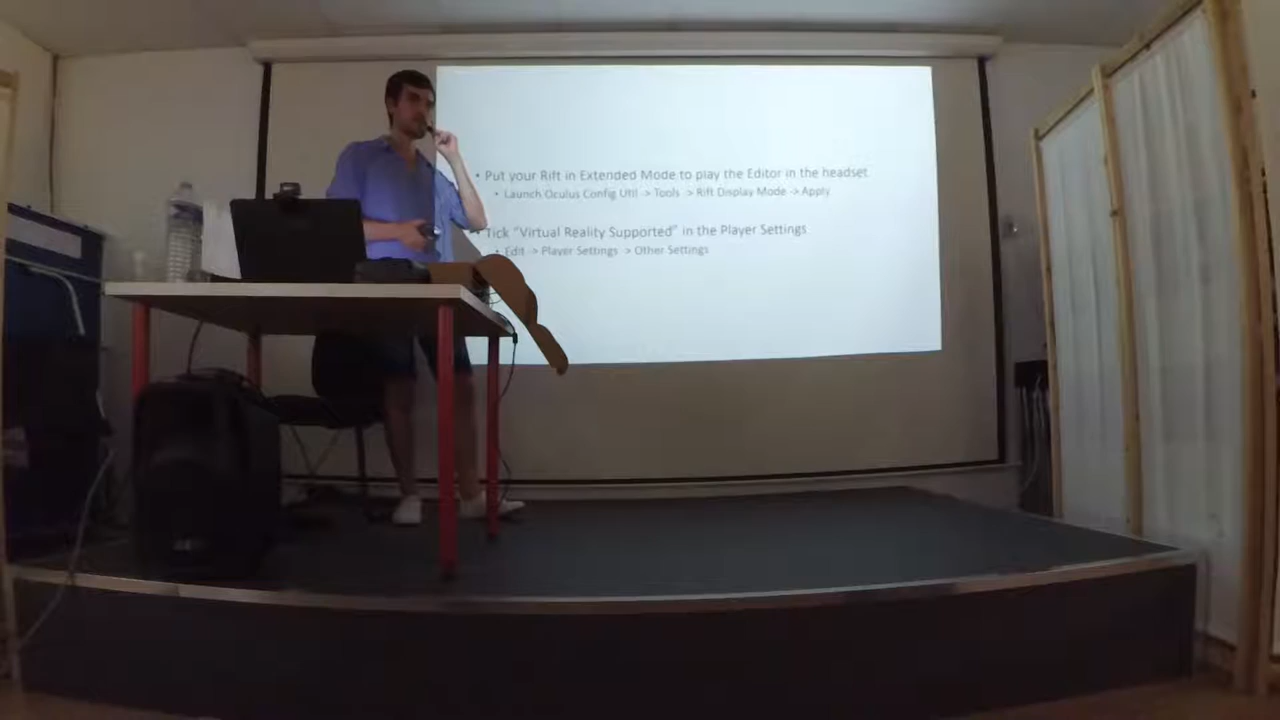 • Put your Rift in Extended Mode to play the Editor in the headset
• Launch Oculus Config Util -> Tools -> Rift Display Mode -> Apply
• Tick "Virtual Reality Supported" in the Player Settings
• Edit -> Player Settings -> Other Settings